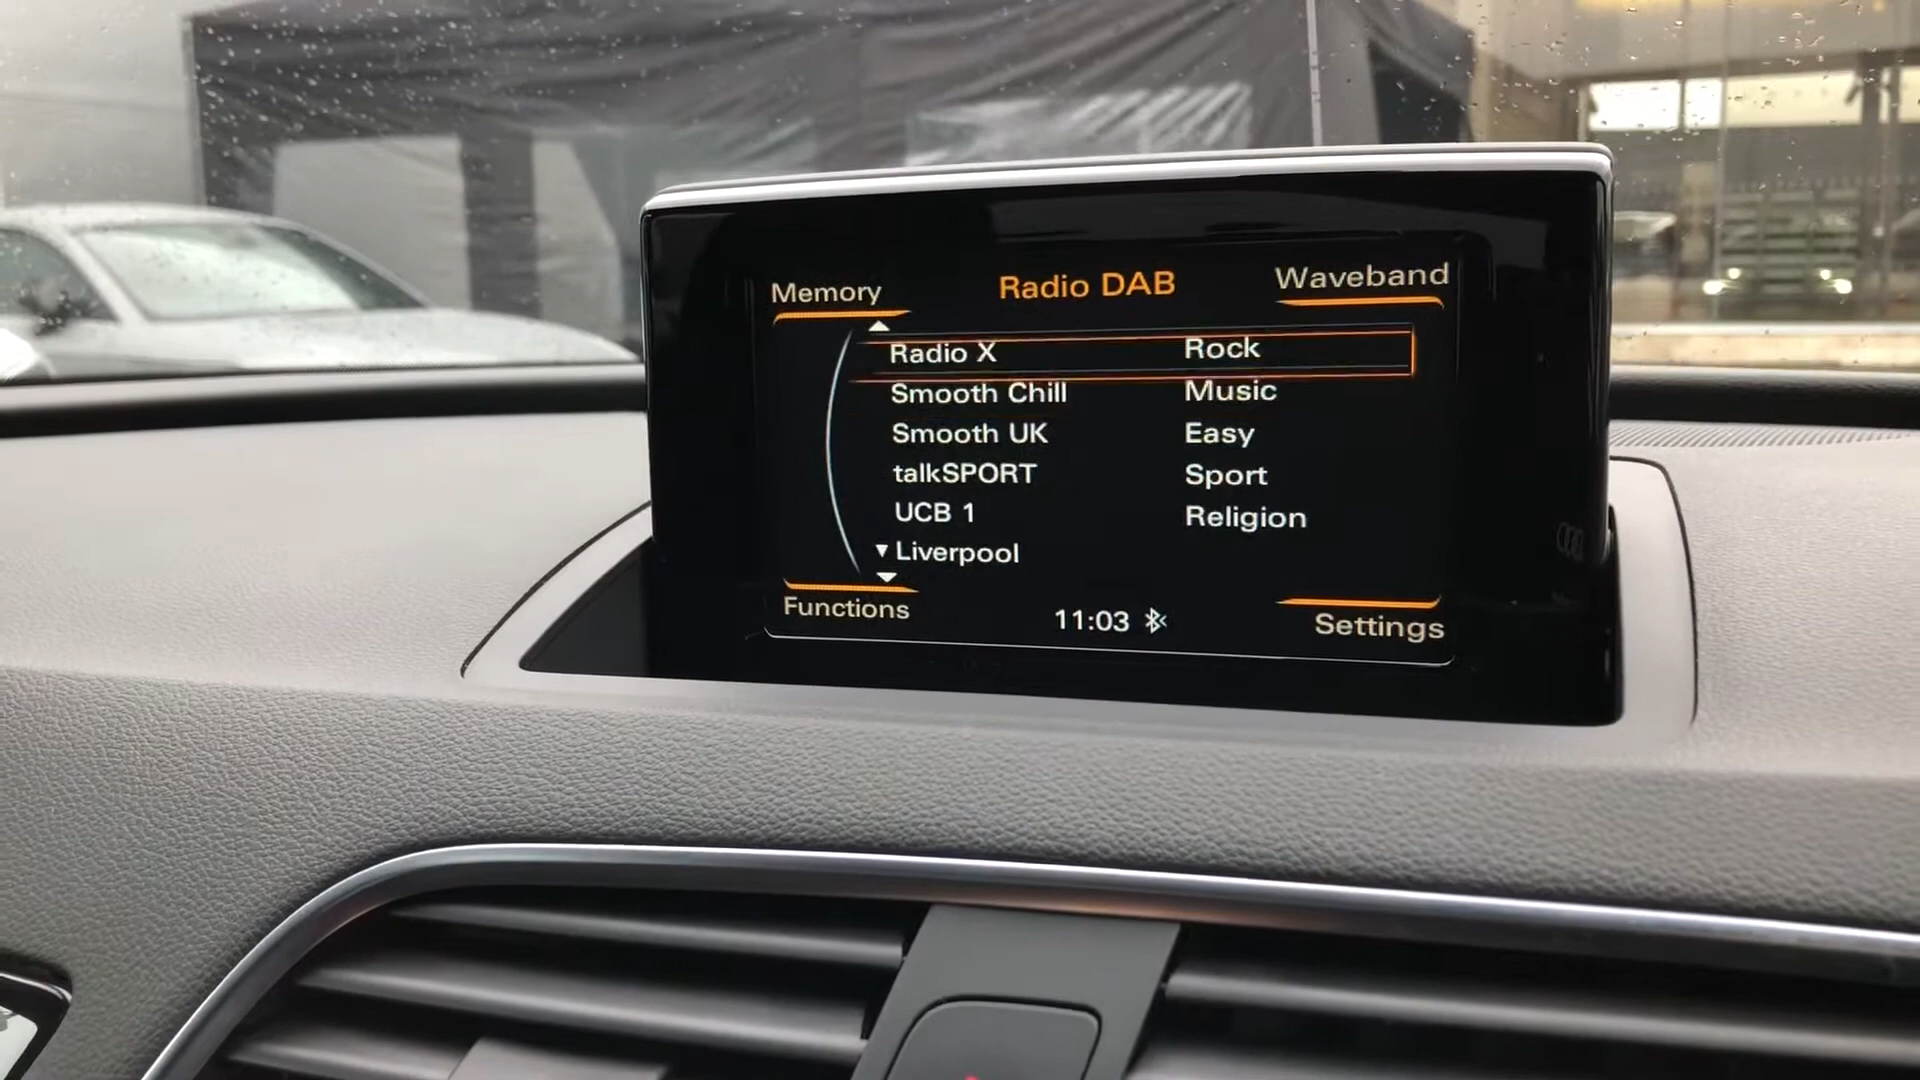 Memory Radio DAB Waveband
Radio X Rock
Smooth Chill Music
Smooth UK Easy
talkSPORT Sport
UCB 1 Religion
Liverpool
Functions 11:03 Settings